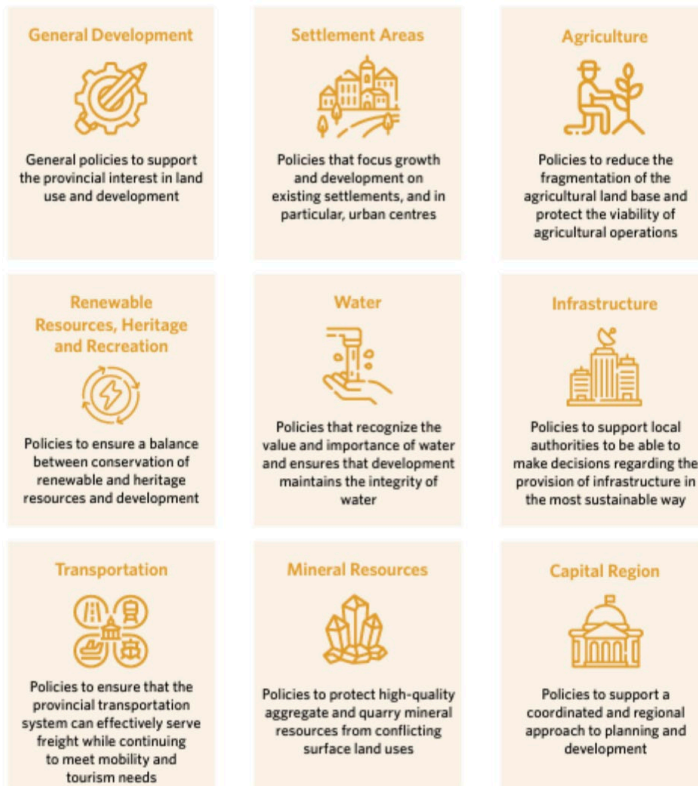 General Development
General policies to support
the provincial interest in land
use and development
Settlement Areas
Policies that focus growth
and development on
existing settlements, and in
particular, urban centres
Agriculture
Policies to reduce the
fragmentation of the
agricultural land base and
protect the viability of
agricultural operations
Renewable
Resources, Heritage
and Recreation
Policies to ensure a balance
between conservation of
renewable and heritage
resources and development
Water
Policies that recognize the
value and importance of water
and ensures that development
maintains the integrity of
water
Infrastructure
Policies to support local
authorities to be able to
make decisions regarding the
provision of infrastructure in
the most sustainable way
Transportation
Policies to ensure that the
provincial transportation
system can effectively serve
freight while continuing
to meet mobility and
tourism needs
Mineral Resources
Policies to protect high-quality
aggregate and quarry mineral
resources from conflicting
surface land uses
Capital Region
Policies to support a
coordinated and regional
approach to planning and
development